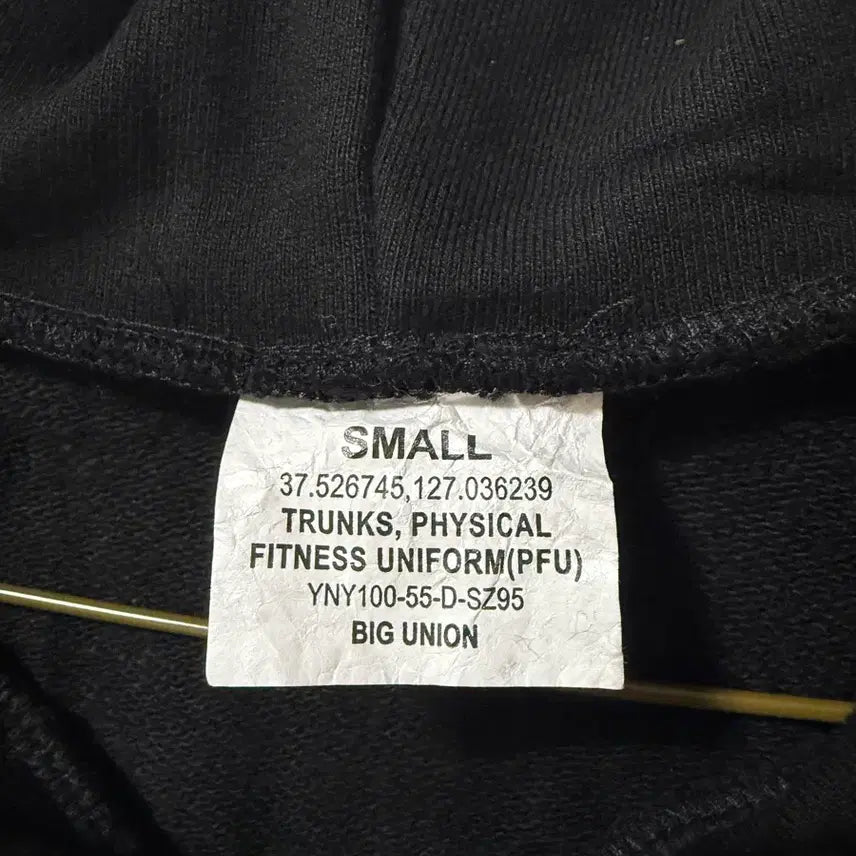 SMALL
37.526745,127.036239
TRUNKS, PHYSICAL
FITNESS UNIFORM(PFU)
YNY100-55-D-SZ95
BIG UNION